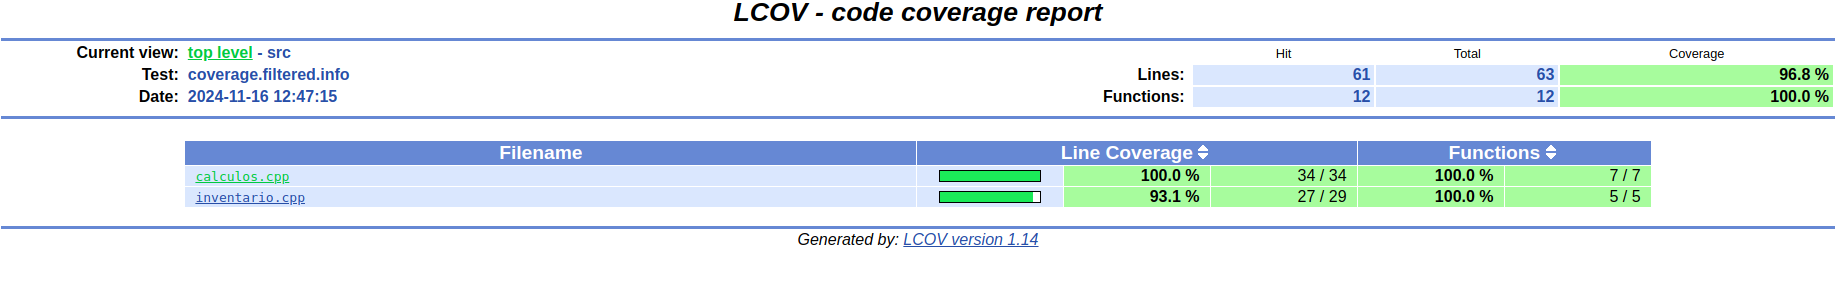 LCOV - code coverage report
Current view: top level - src Hit Total Coverage
Test: coverage.filtered.info Lines: 61 63 96.8 %
Date: 2024-11-16 12:47:15 Functions: 12 12 100.0 %
Filename Line Coverage Functions
calculos.cpp 100.0 % 34 / 34 100.0 % 7 / 7
inventario.cpp 93.1 % 27 / 29 100.0 % 5 / 5
Generated by: LCOV version 1.14